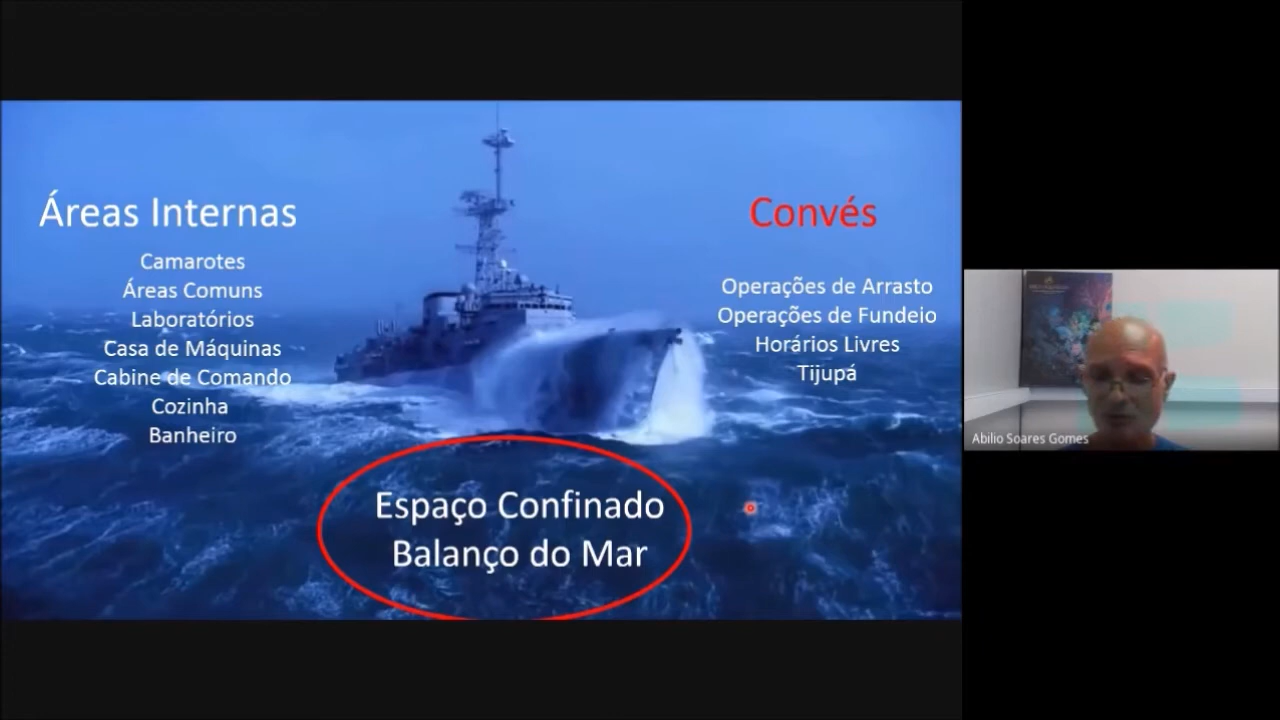 Áreas Internas
Camarotes
Áreas Comuns
Laboratórios
Casa de Máquinas
Cabine de Comando
Cozinha
Banheiro
Convés
Operações de Arrasto
Operações de Fundeio
Horários Livres
Tijupá
Espaço Confinado
Balanço do Mar
Abilio Soares Gomes